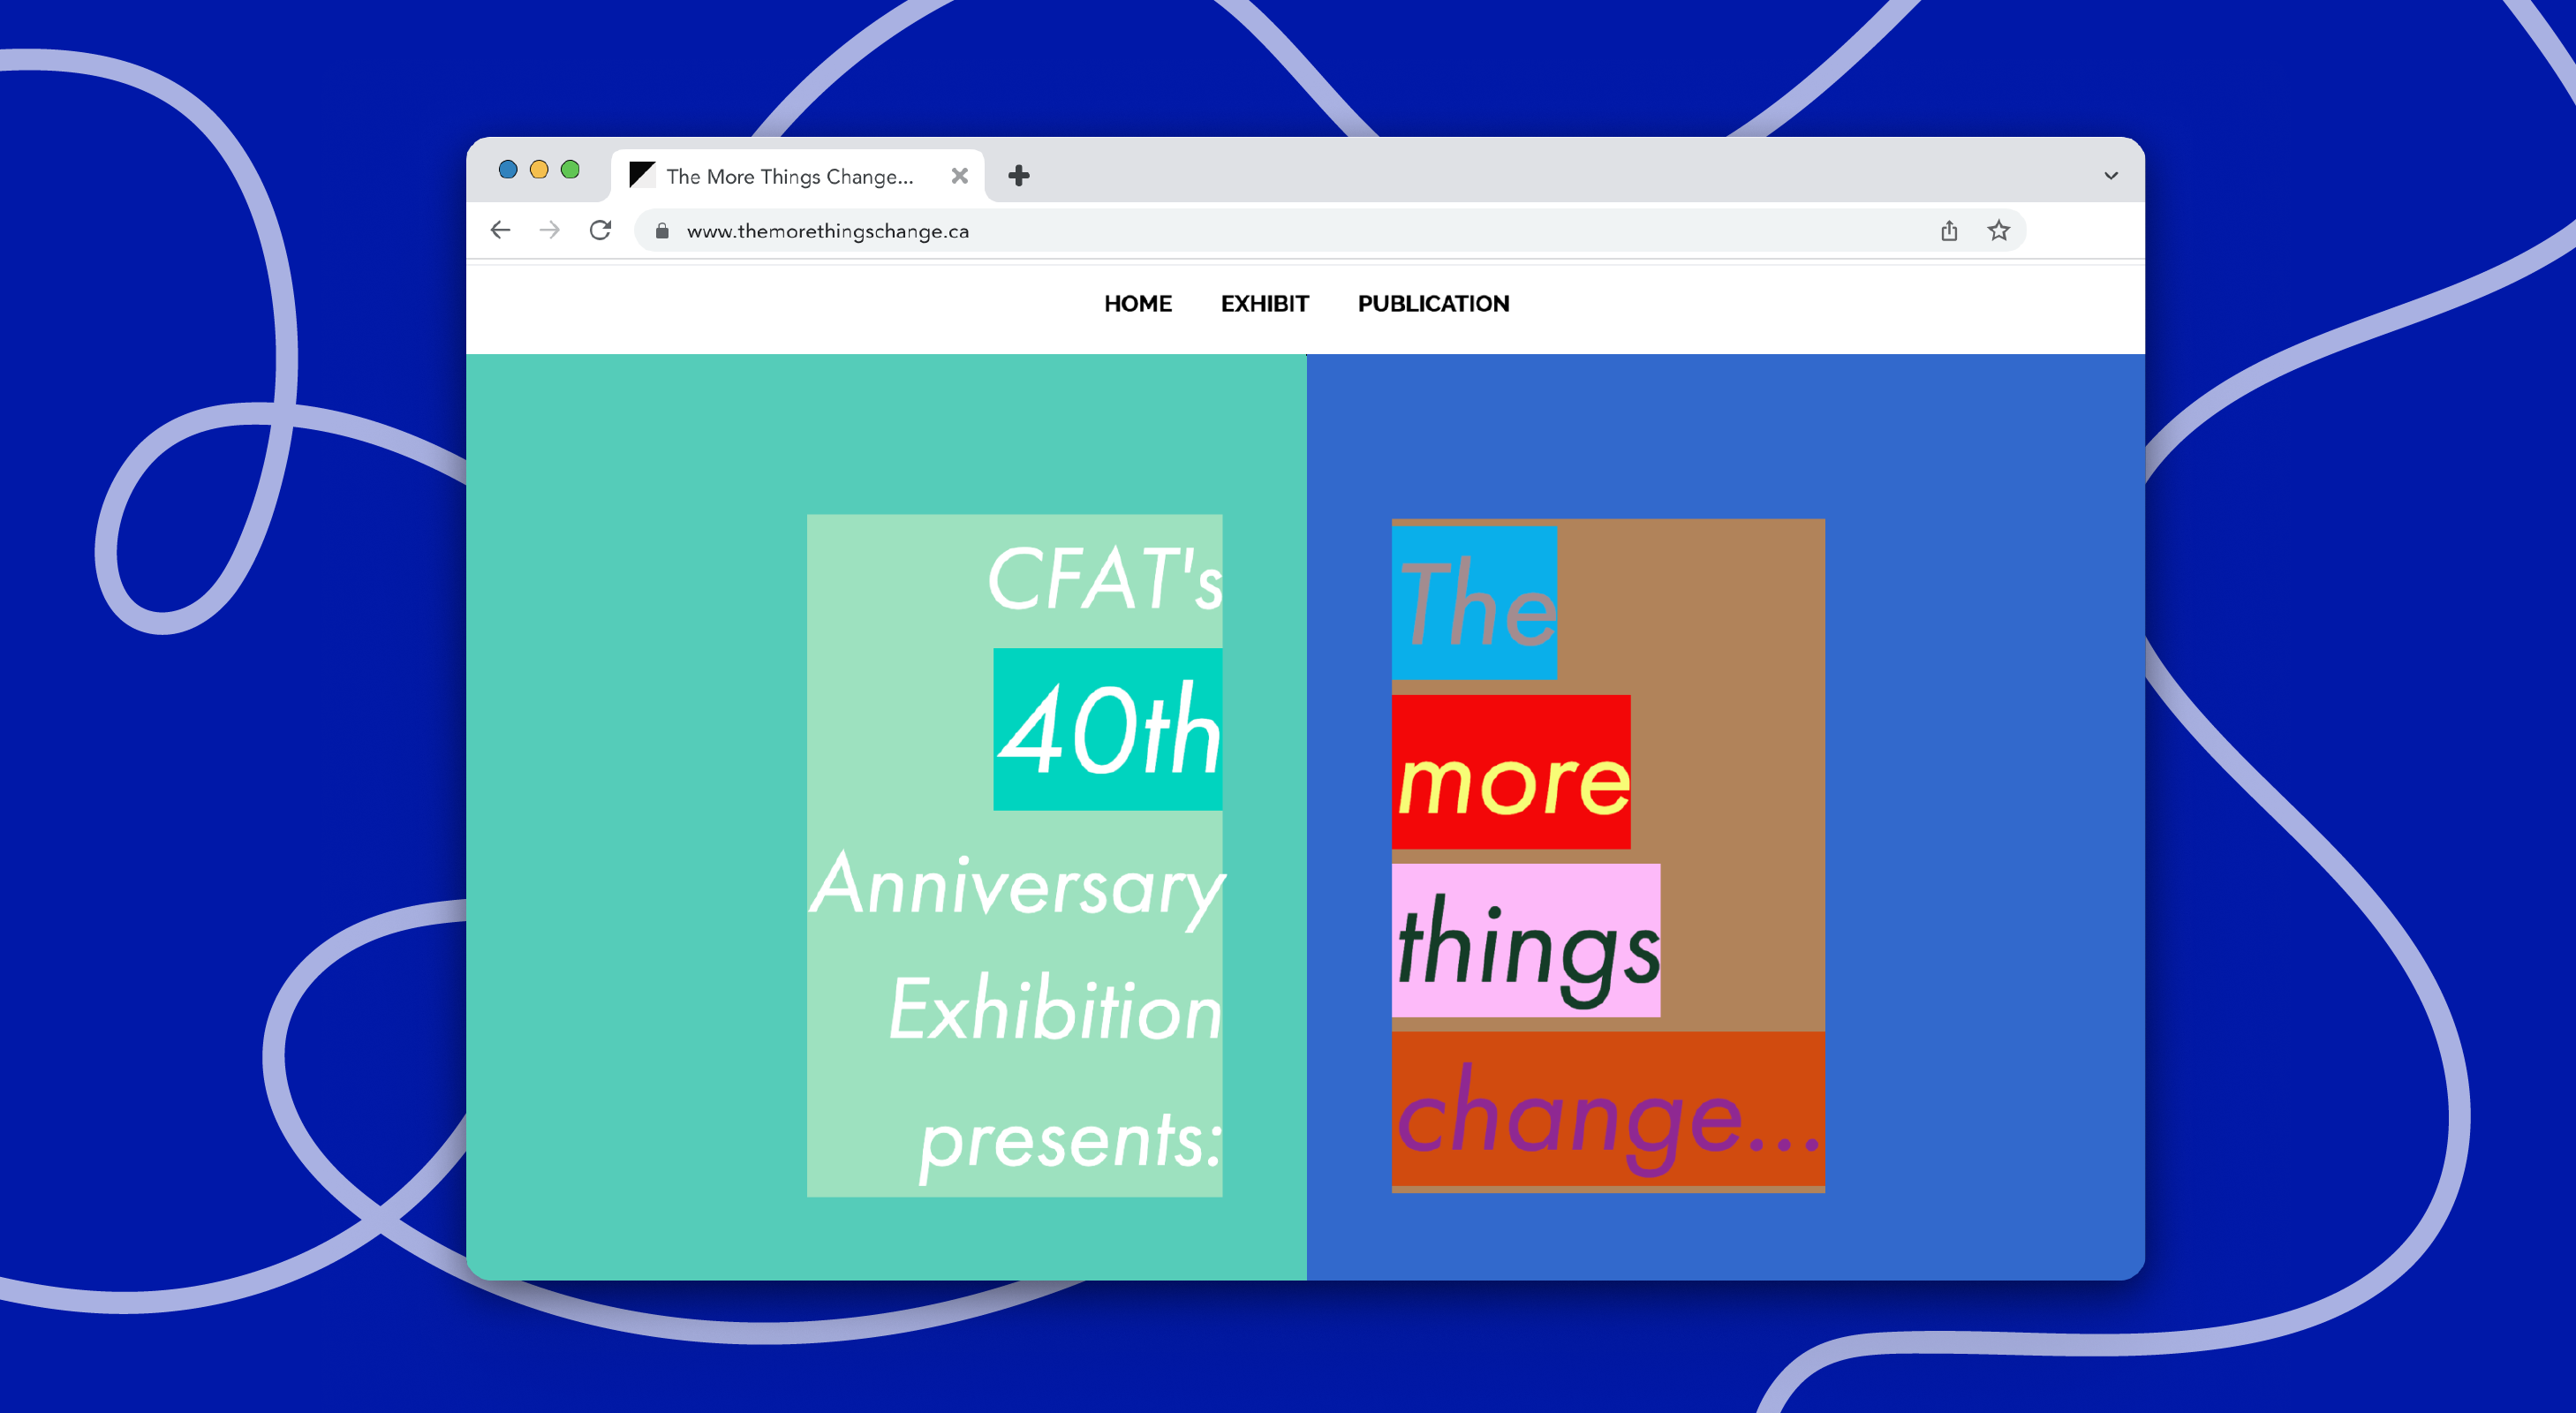 The More Things Change...
www.themorethingschange.ca
HOME EXHIBIT PUBLICATION
CFAT's
40th
Anniversary
Exhibition
presents:
The
more
things
change...